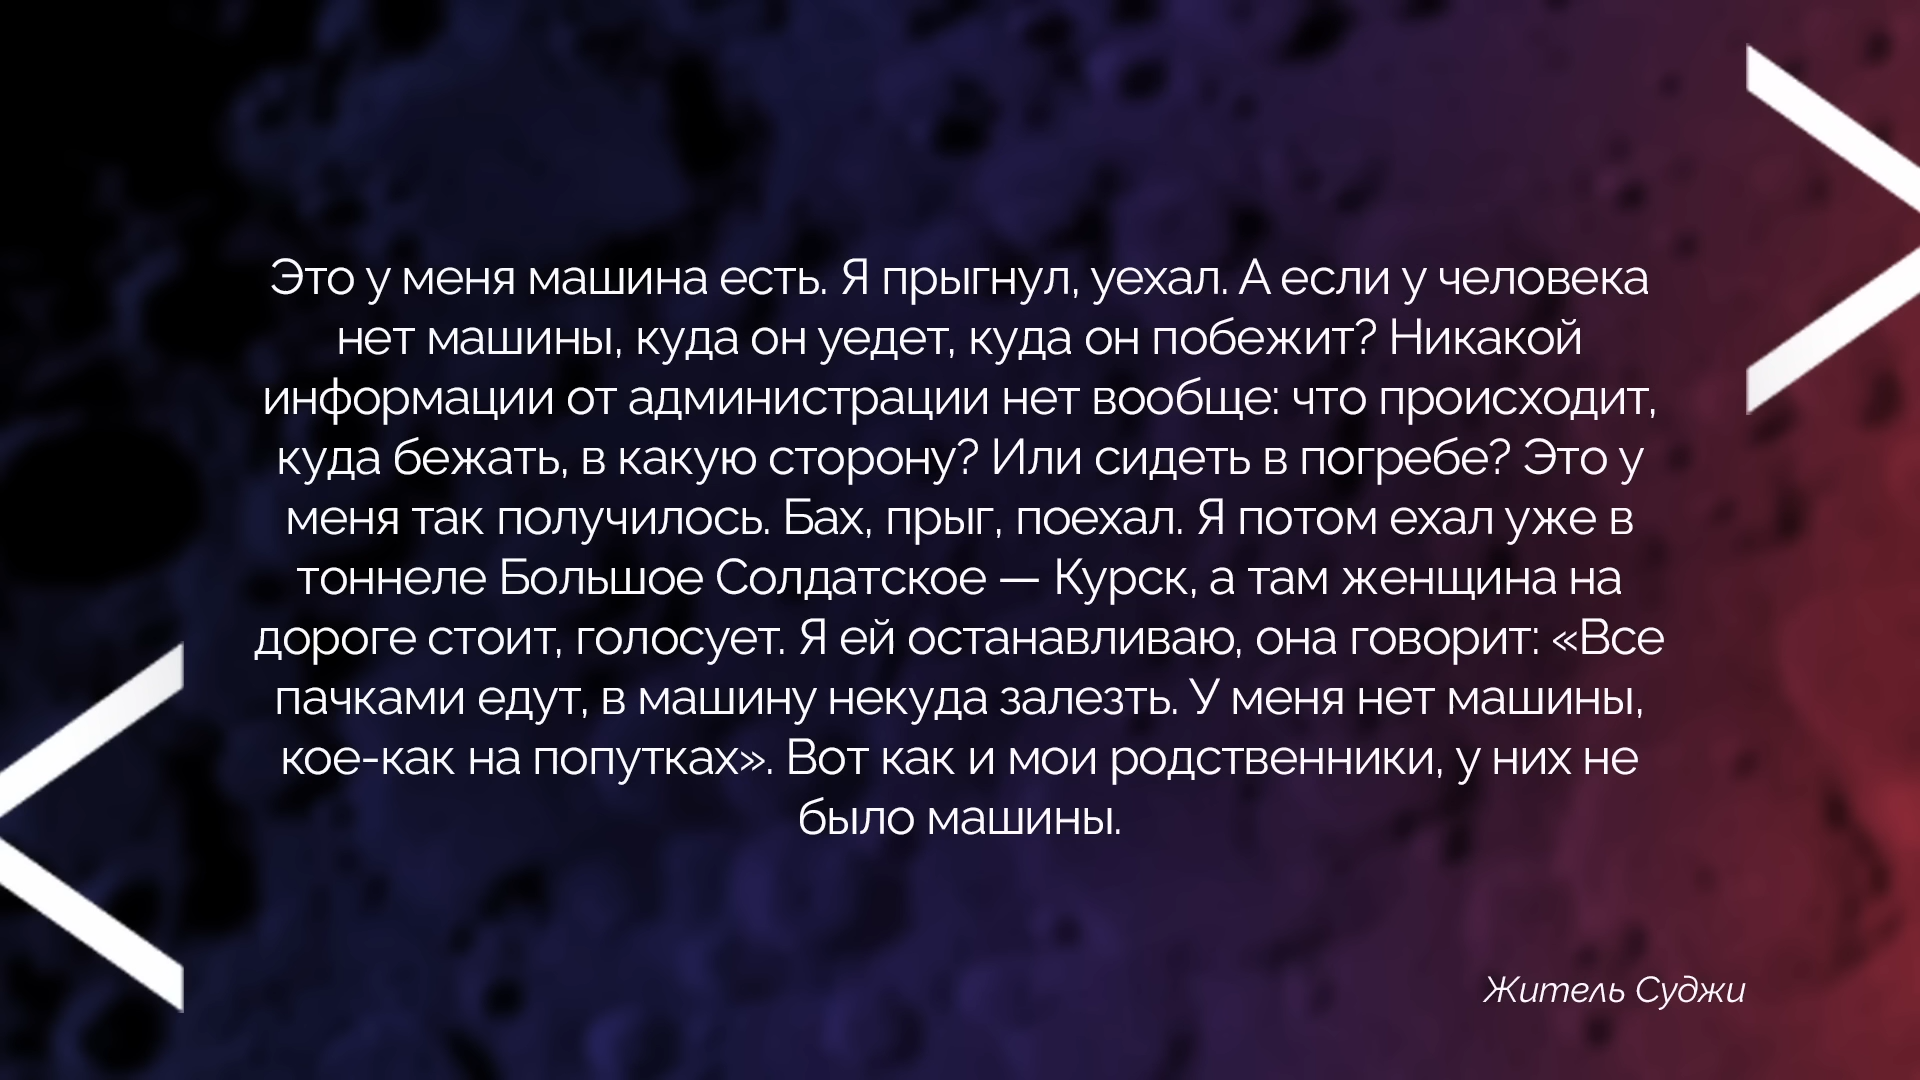 Это у меня машина есть. Я прыгнул, уехал. А если у человека
нет машины, куда он уедет, куда он побежит? Никакой
информации от администрации нет вообще: что происходит,
куда бежать, в какую сторону? Или сидеть в погребе? Это у
меня так получилось. Бах, прыг, поехал. Я потом ехал уже в
тоннеле Большое Солдатское — Курск, а там женщина на
дороге стоит, голосует. Я ей останавливаю, она говорит: «Все
пачками едут, в машину некуда залезть. У меня нет машины,
кое-как на попутках». Вот как и мои родственники, у них не
было машины.
Житель Суджи